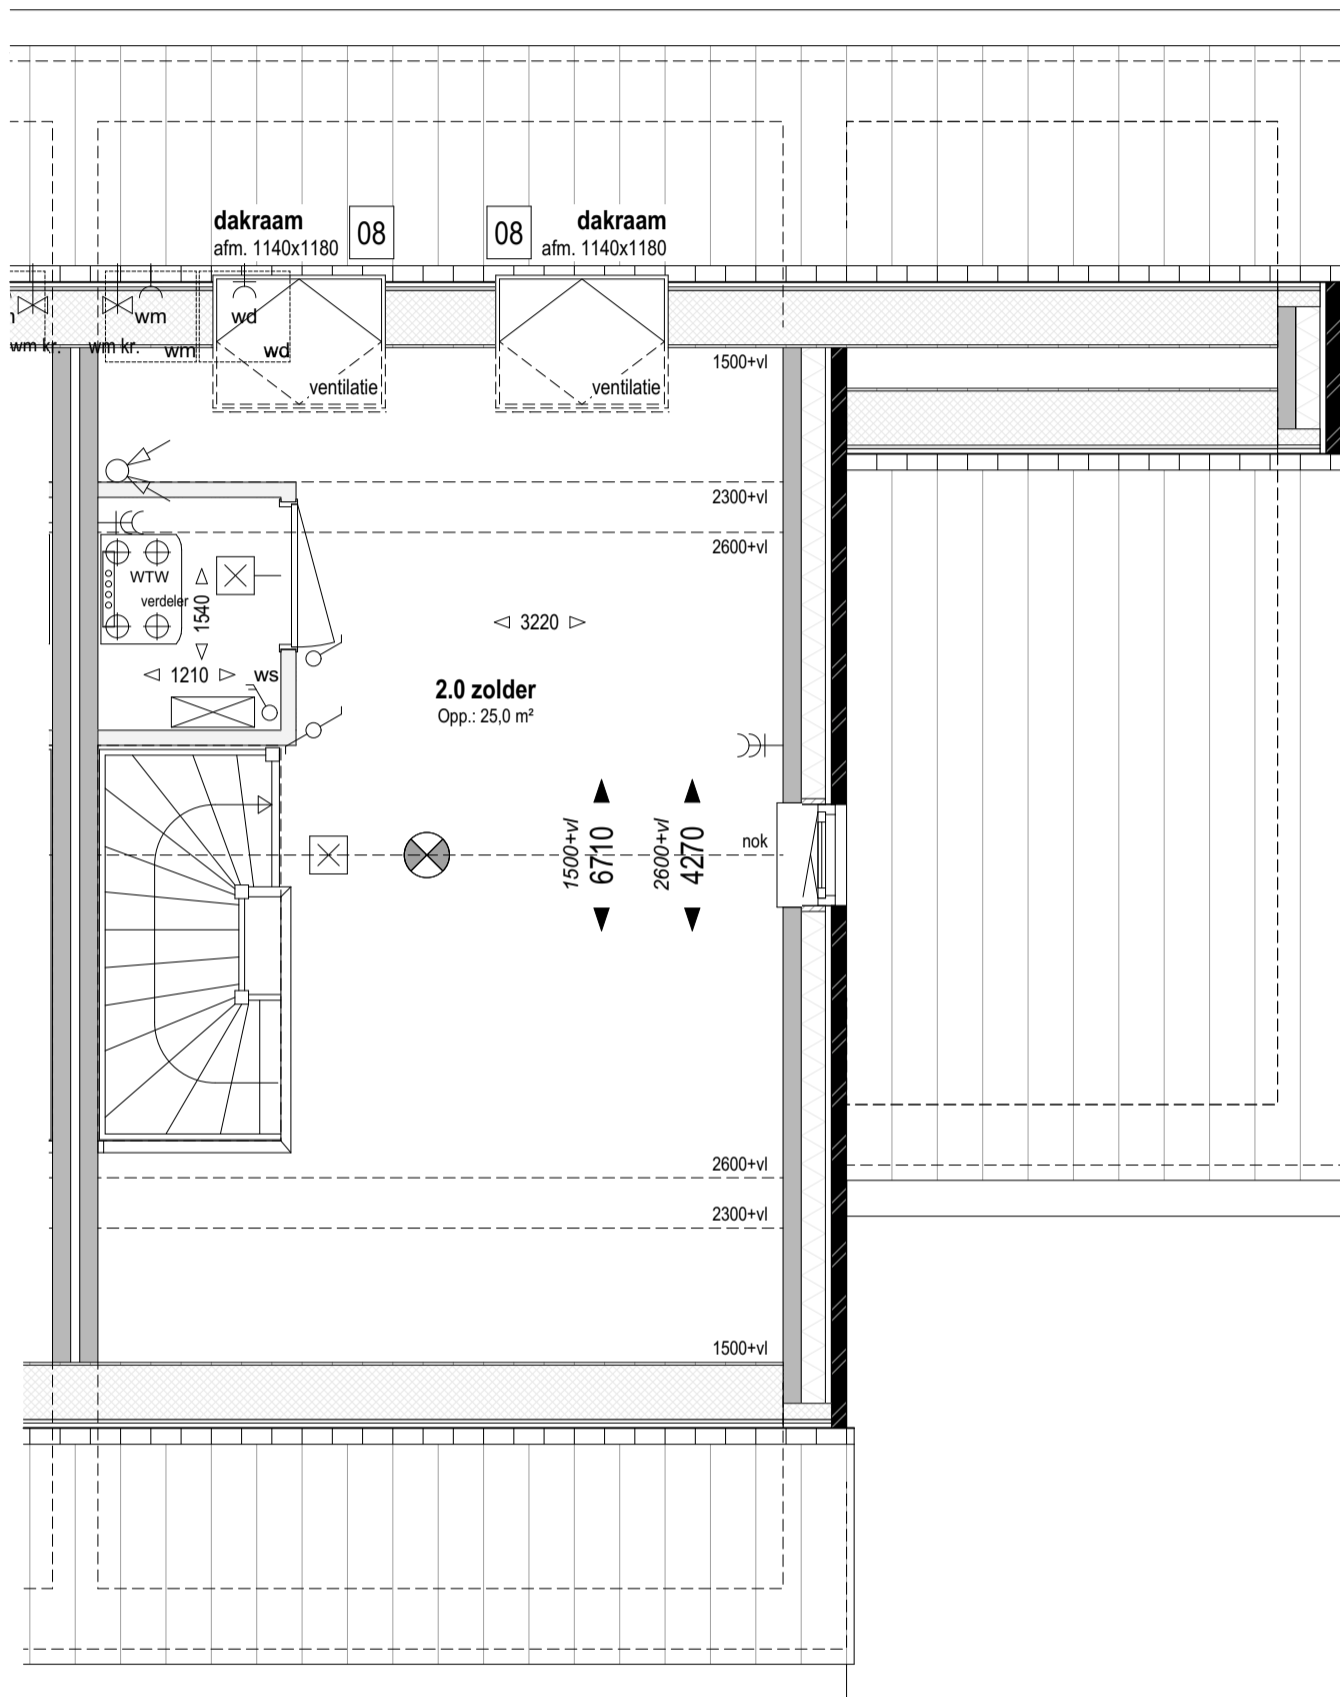 dakraam
afm. 1140x1180
08
08
dakraam
afm. 1140x1180
wm
wd
wm kr.
wm kr.
wm
wd
ventilatie
ventilatie
1500+vl
2300+vl
2600+vl
WTW
verdeler
1540
1210
ws
3220
2.0 zolder
Opp.: 25,0 m²
1500+vl
6710
2600+vl
4270
nok
2600+vl
2300+vl
1500+vl